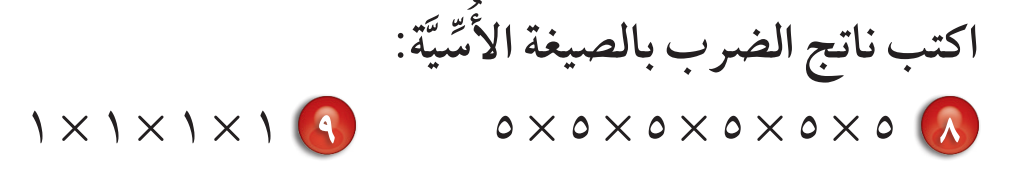 اكتب ناتج الضرب بالصيغة الأُسِّيَّة:
٨ ٥ × ٥ × ٥ × ٥ × ٥ × ٥ ٩ ١ × ١ × ١ × ١